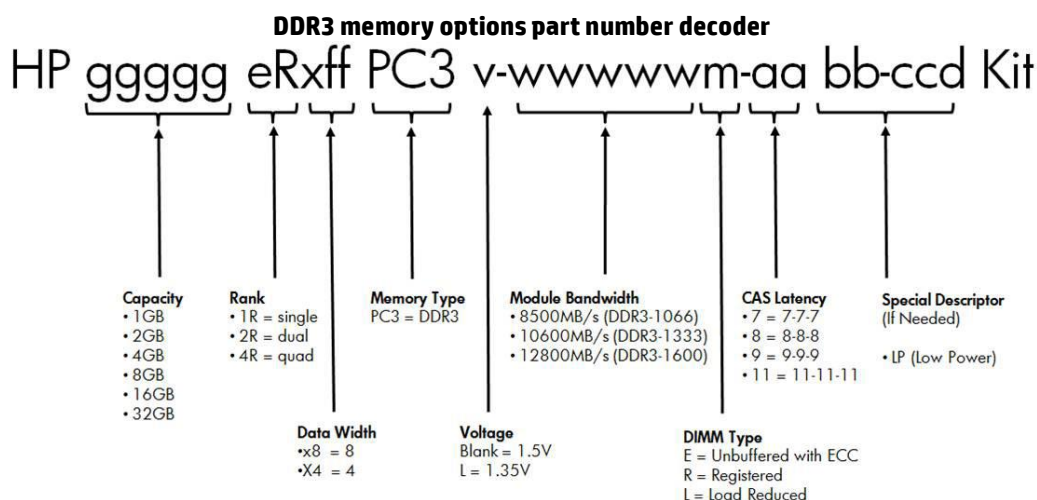 DDR3 memory options part number decoder
HP ggggg eRxff PC3 v-wwwwwm-aa bb-ccd Kit
Capacity
• 1GB
• 2GB
• 4GB
• 8GB
• 16GB
• 32GB
Rank
• 1R = single
• 2R = dual
• 4R = quad
Memory Type
PC3 = DDR3
Module Bandwidth
• 8500MB/s (DDR3-1066)
• 10600MB/s (DDR3-1333)
• 12800MB/s (DDR3-1600)
CAS Latency
• 7 = 7-7-7
• 8 = 8-8-8
• 9 = 9-9-9
• 11 = 11-11-11
Special Descriptor
(If Needed)
• LP (Low Power)
Data Width
•x8 = 8
•X4 = 4
Voltage
Blank = 1.5V
L = 1.35V
DIMM Type
E = Unbuffered with ECC
R = Registered
L = Load Reduced